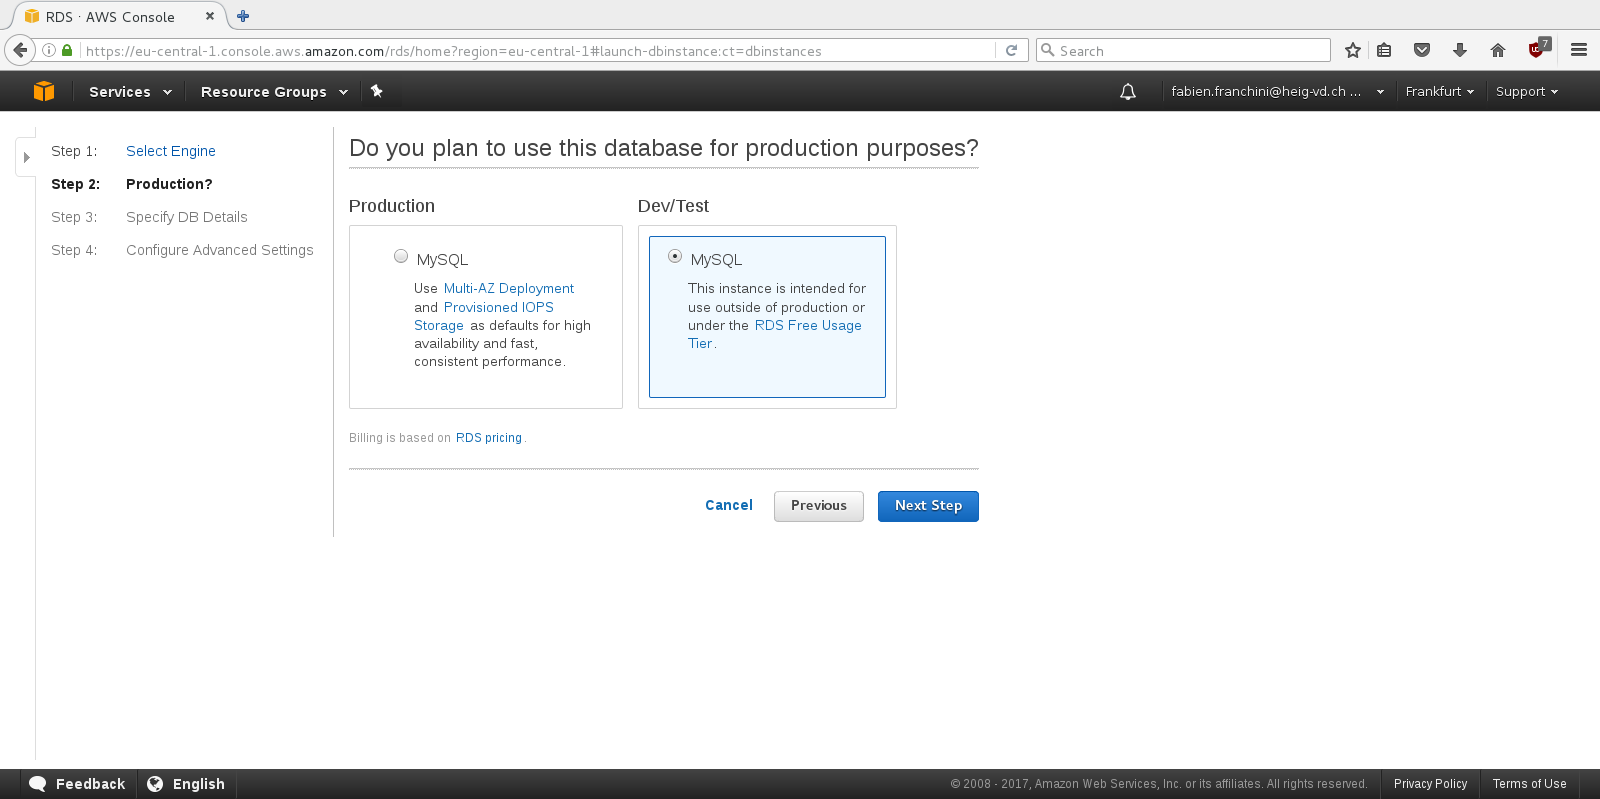 RDS · AWS Console
https://eu-central-1.console.aws.amazon.com/rds/home?region=eu-central-1#launch-dbinstance:ct=dbinstances
Search
7
Services
Resource Groups
fabien.franchini@heig-vd.ch ...
Frankfurt
Support
Step 1: Select Engine
Step 2: Production?
Step 3: Specify DB Details
Step 4: Configure Advanced Settings
Do you plan to use this database for production purposes?
Production
MySQL
Use Multi-AZ Deployment
and Provisioned IOPS
Storage as defaults for high
availability and fast,
consistent performance.
Dev/Test
MySQL
This instance is intended for
use outside of production or
under the RDS Free Usage
Tier.
Billing is based on RDS pricing.
Cancel
Previous
Next Step
Feedback
English
© 2008 - 2017, Amazon Web Services, Inc. or its affiliates. All rights reserved.
Privacy Policy
Terms of Use